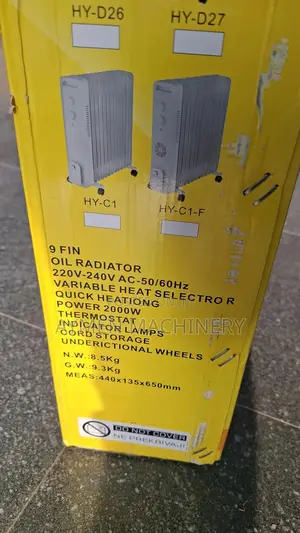 HY-D26
HY-D27
HY-C1
HY-C1-F
9 FIN
OIL RADIATOR
220V-240V AC-50/60Hz
VARIABLE HEAT SELECTRO R
QUICK HEATIONG
POWER 2000W
THERMOSTAT
INDICATOR LAMPS
CORD STORAGE
UNDERICTIONAL WHEELS
N.W.:8.5Kg
G.W.:9.3Kg
MEAS:440x135x650mm
DO NOT COVER
NE PREKRIVAJI